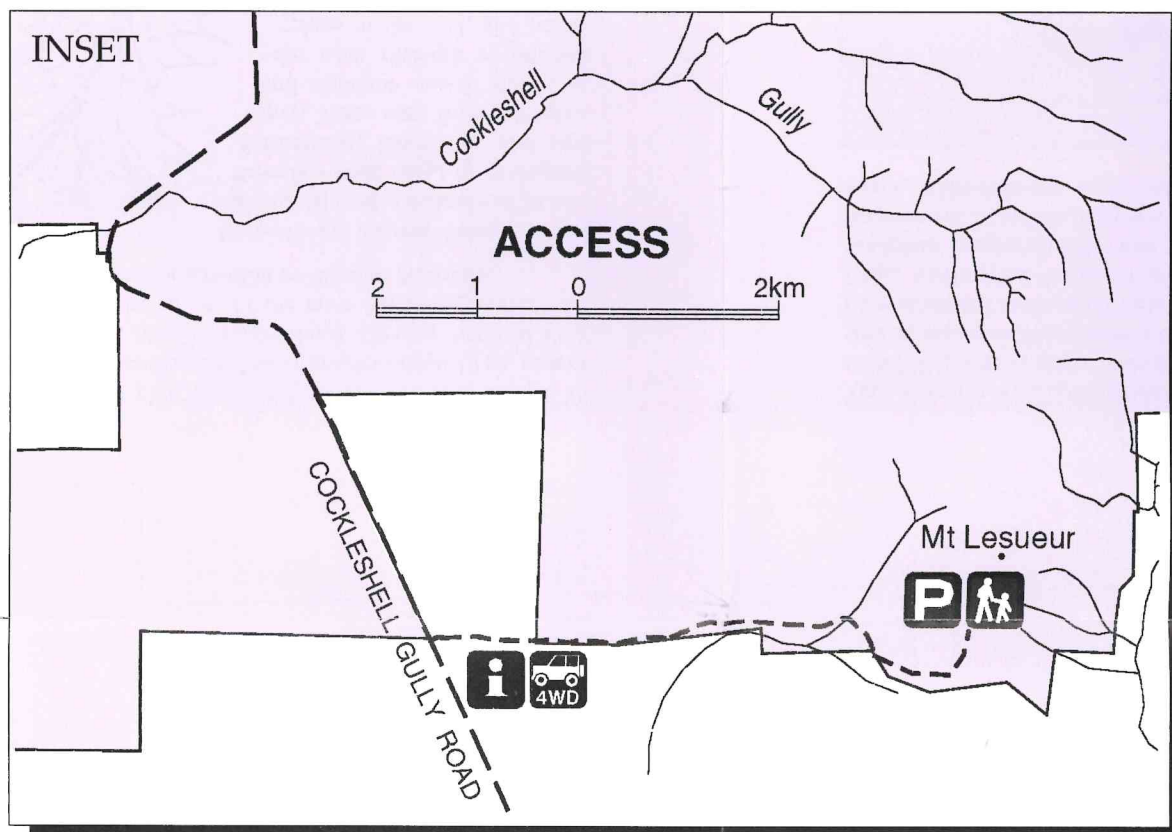 INSET
Cockleshell
Gully
ACCESS
2 1 0 2km
COCKLESHELL GULLY ROAD
Mt Lesueur
P
i
4WD